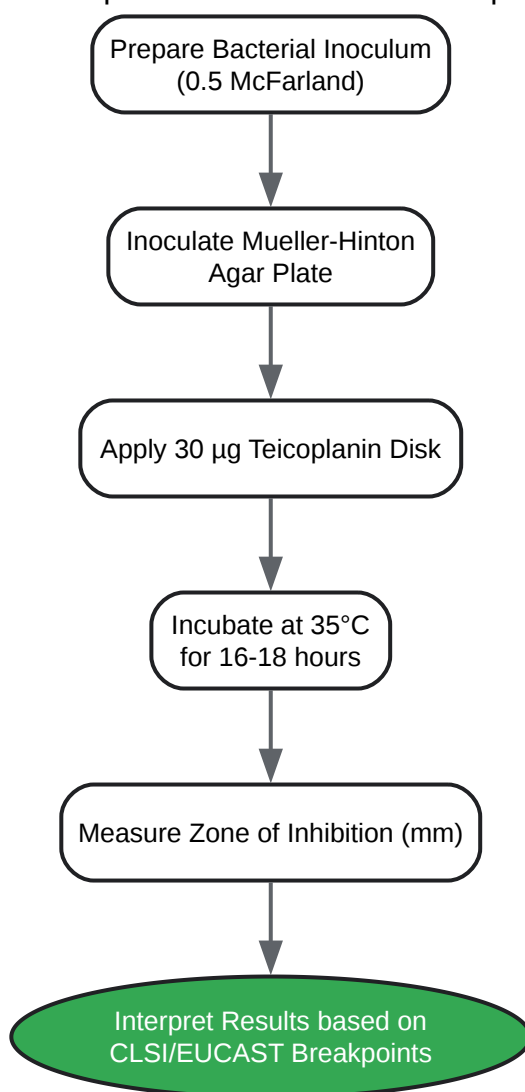 Prepare Bacterial Inoculum
(0.5 McFarland)
Inoculate Mueller-Hinton
Agar Plate
Apply 30 µg Teicoplanin Disk
Incubate at 35°C
for 16-18 hours
Measure Zone of Inhibition (mm)
Interpret Results based on
CLSI/EUCAST Breakpoints